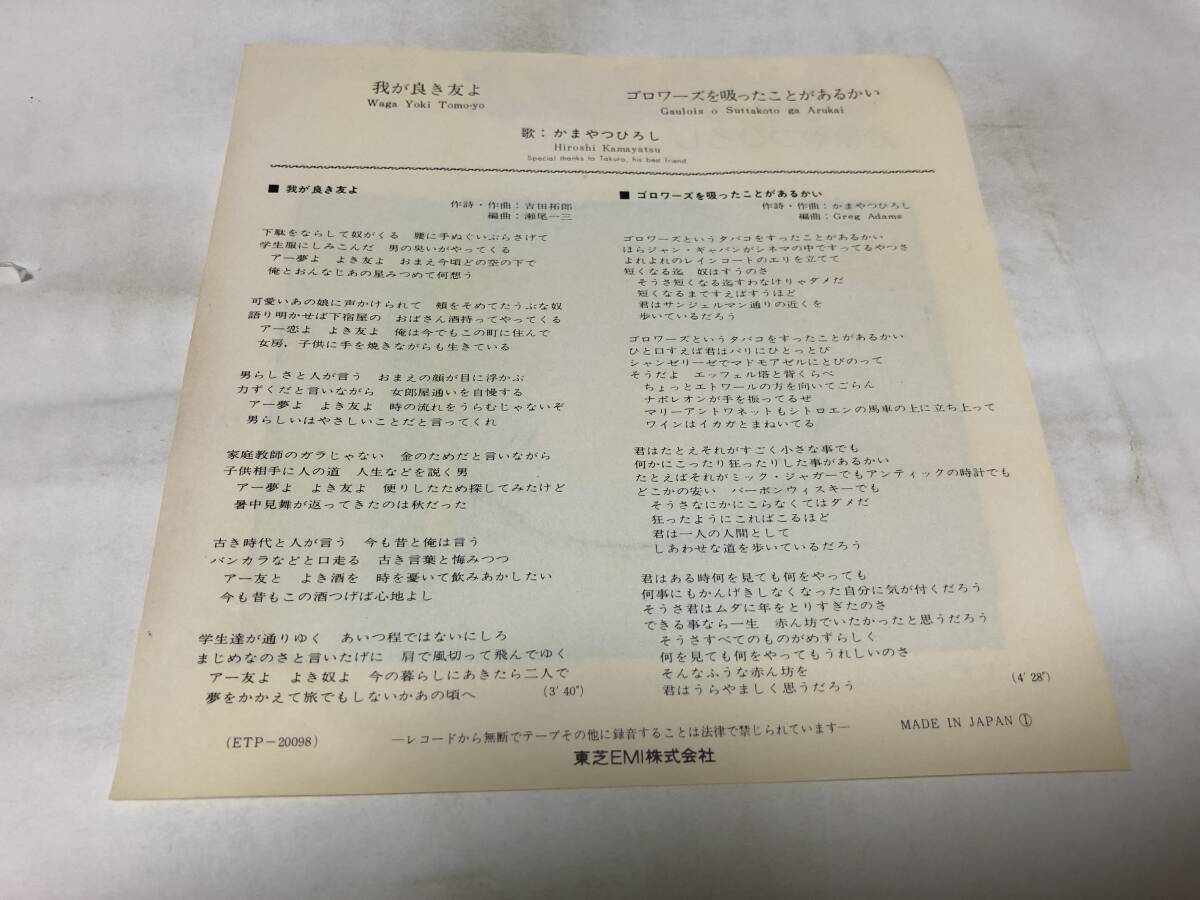 我が良き友よ
Waga Yoki Tomo-yo
ゴロワーズを吸ったことがあるかい
Gaulois o Suttakoto ga Arukai
歌：かまやつひろし
Hiroshi Kamayatsu
Special thanks to Takuro, his best friend.
■ 我が良き友よ
作詩・作曲：吉田拓郎
編曲：瀬尾一三
下駄をならして奴がくる　腰に手ぬぐいぶらさげて
学生服にしみこんだ　男の臭いがやってくる
アー夢よ　よき友よ　おまえ今頃どの空の下で
俺とおんなじあの星みつめて何想う
可愛いあの娘に声かけられて　頬をそめてたうぶな奴
語り明かせば下宿屋の　おばさん酒持ってやってくる
アー恋よ　よき友よ　俺は今でもこの町に住んで
女房，子供に手を焼きながらも生きている
男らしさと人が言う　おまえの顔が目に浮かぶ
力ずくだと言いながら　女郎屋通いを自慢する
アー夢よ　よき友よ　時の流れをうらむじゃないぞ
男らしいはやさしいことだと言ってくれ
家庭教師のガラじゃない　金のためだと言いながら
子供相手に人の道　人生などを説く男
アー夢よ　よき友よ　便りしたため探してみたけど
暑中見舞が返ってきたのは秋だった
古き時代と人が言う　今も昔と俺は言う
バンカラなどと口走る　古き言葉と悔みつつ
アー友と　よき酒を　時を憂いて飲みあかしたい
今も昔もこの酒つげば心地よし
学生達が通りゆく　あいつ程ではないにしろ
まじめなのさと言いたげに　肩で風切って飛んでゆく
アー友よ　よき奴よ　今の暮らしにあきたら二人で
夢をかかえて旅でもしないかあの頃へ　(3′40″)
■ ゴロワーズを吸ったことがあるかい
作詩・作曲：かまやつひろし
編曲：Greg Adams
ゴロワーズというタバコをすったことがあるかい
ほらジャン・ギャバンがシネマの中ですってるやつさ
よれよれのレインコートのエリを立てて
短くなる迄　奴はすうのさ
そうさ短くなる迄すわなけりゃダメだ
短くなるまですえばすうほど
君はサンジェルマン通りの近くを
歩いているだろう
ゴロワーズというタバコをすったことがあるかい
ひと口すえば君はパリにひとっとび
シャンゼリーゼでマドモアゼルにとびのって
そうだよ　エッフェル塔と背くらべ
ちょっとエトワールの方を向いてごらん
ナポレオンが手を振ってるぜ
マリーアントワネットもシトロエンの馬車の上に立ち上って
ワインはイカガとまねいてる
君はたとえそれがすごく小さな事でも
何かにこったり狂ったりした事があるかい
たとえばそれがミック・ジャガーでもアンティックの時計でも
どこかの安い　バーボンウィスキーでも
そうさなにかにこらなくてはダメだ
狂ったようにこればこるほど
君は一人の人間として
しあわせな道を歩いているだろう
君はある時何を見ても何をやっても
何事にもかんげきしなくなった自分に気が付くだろう
そうさ君はムダに年をとりすぎたのさ
できる事なら一生　赤ん坊でいたかったと思うだろう
そうさすべてのものがめずらしく
何を見ても何をやってもうれしいのさ
そんなふうな赤ん坊を
君はうらやましく思うだろう　(4′28″)
(ETP−20098)
―レコードから無断でテープその他に録音することは法律で禁じられています―
MADE IN JAPAN ①
東芝EMI株式会社